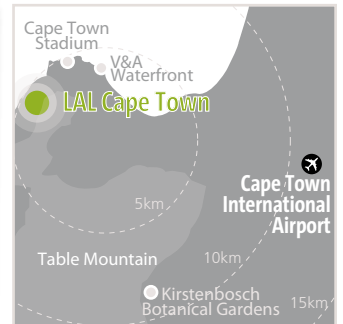 Cape Town
Stadium
V&A
Waterfront
LAL Cape Town
Cape Town
International
Airport
5km
Table Mountain
10km
Kirstenbosch
Botanical Gardens
15km